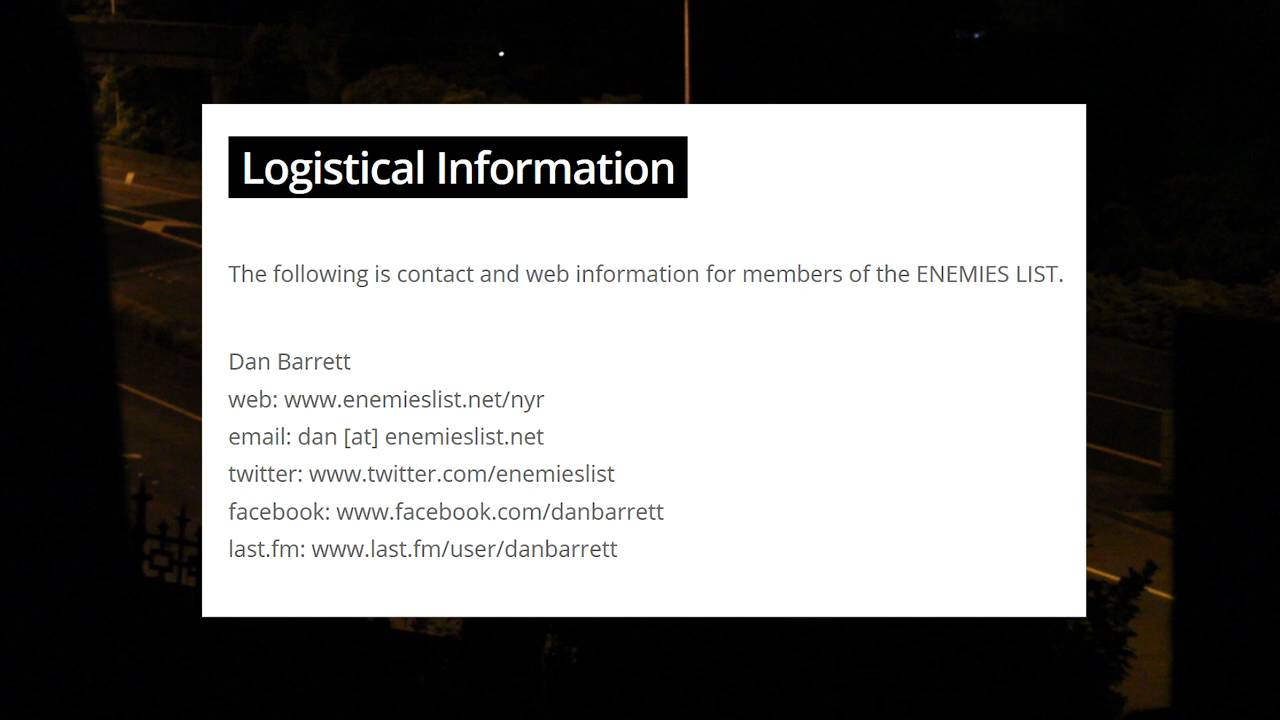 Logistical Information
The following is contact and web information for members of the ENEMIES LIST.
Dan Barrett
web: www.enemieslist.net/nyr
email: dan [at] enemieslist.net
twitter: www.twitter.com/enemieslist
facebook: www.facebook.com/danbarrett
last.fm: www.last.fm/user/danbarrett